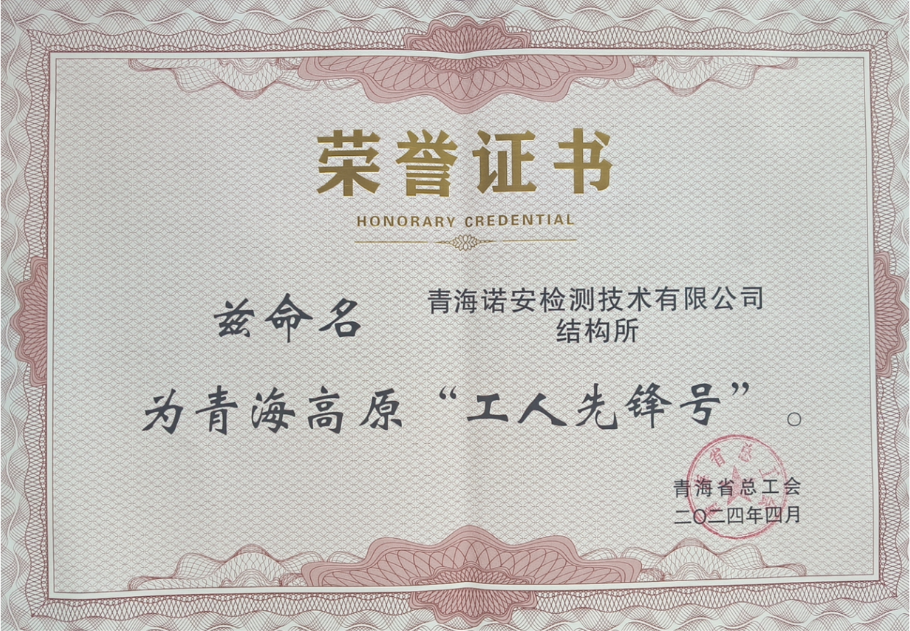 荣誉证书
HONORARY CREDENTIAL
兹命名 青海诺安检测技术有限公司
结构所
为青海高原“工人先锋号”。
青海省总工会
二〇二四年四月